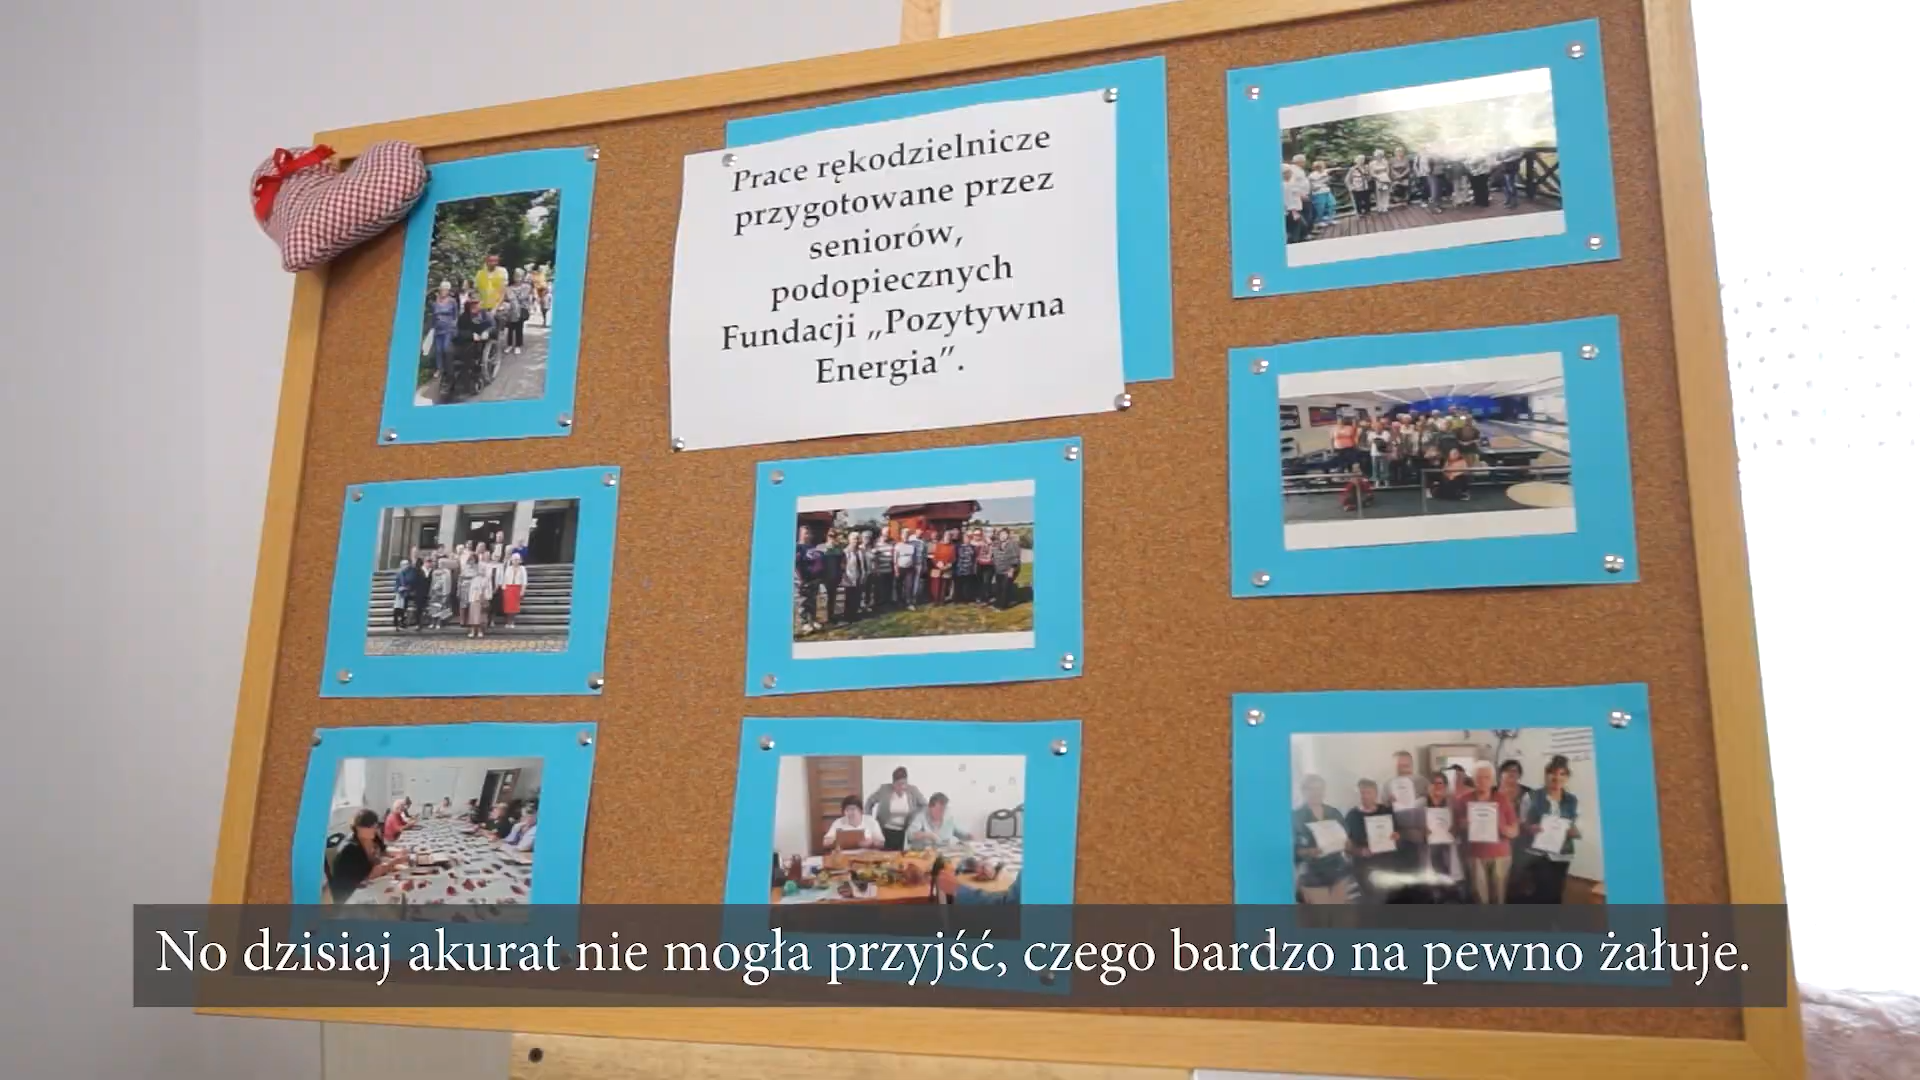 Prace rękodzielnicze
przygotowane przez
seniorów,
podopiecznych
Fundacji „Pozytywna
Energia”.
No dzisiaj akurat nie mogła przyjść, czego bardzo na pewno żałuje.